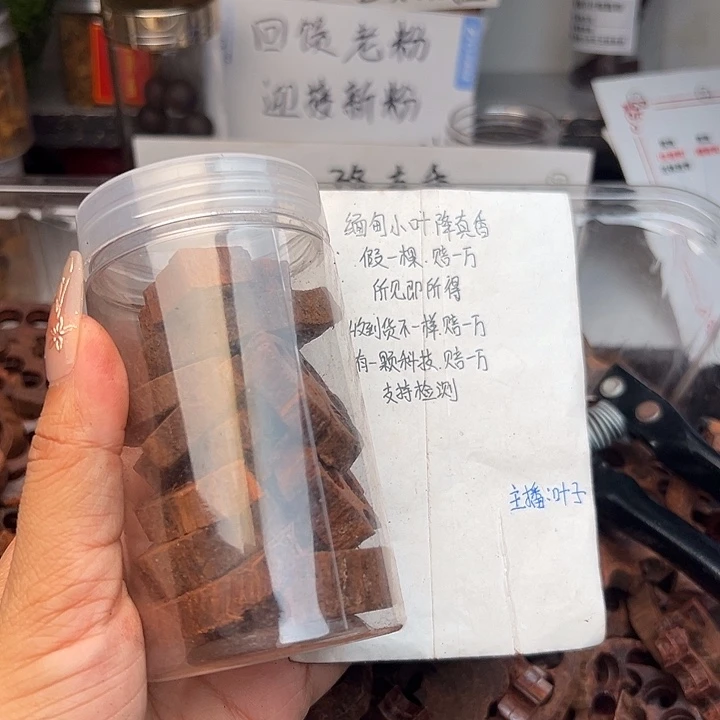 回馈老粉
迎接新粉
缅甸小叶降真香
假一棵.赔一万
所见即所得
收到货不一样.赔一万
有一颗科技.赔一万
支持检测
主播:叶子